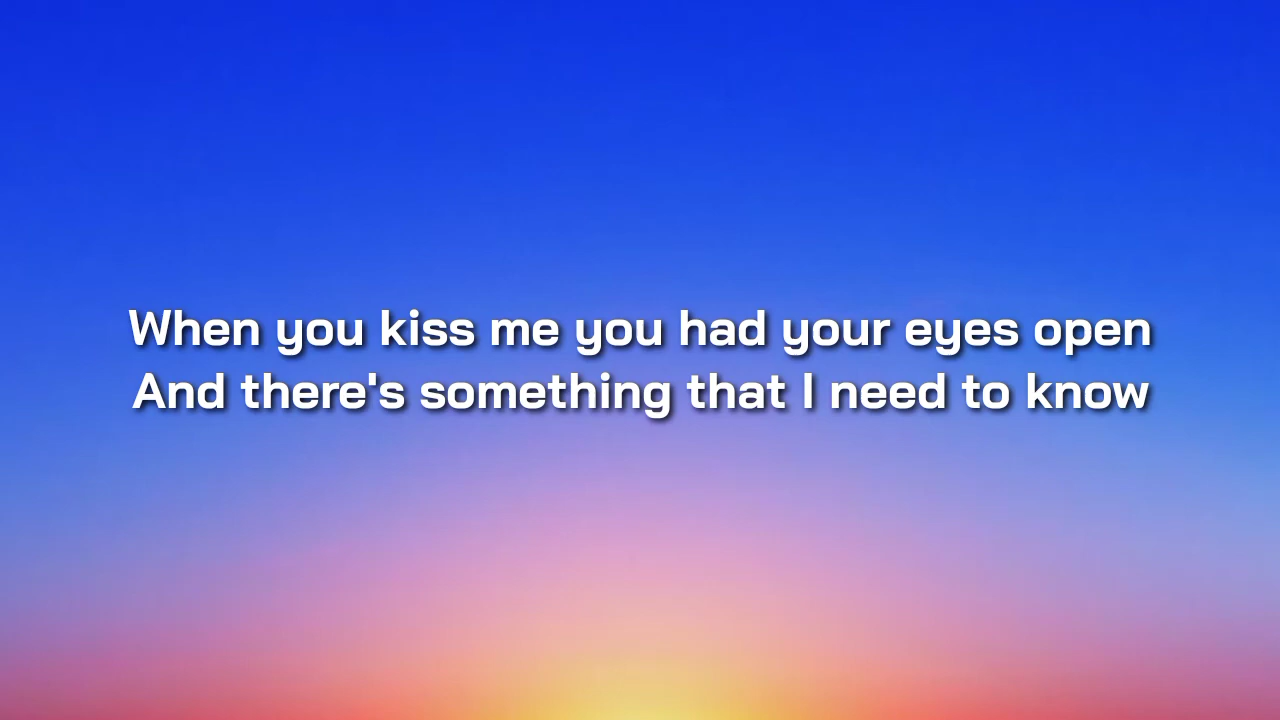 When you kiss me you had your eyes open
And there's something that I need to know